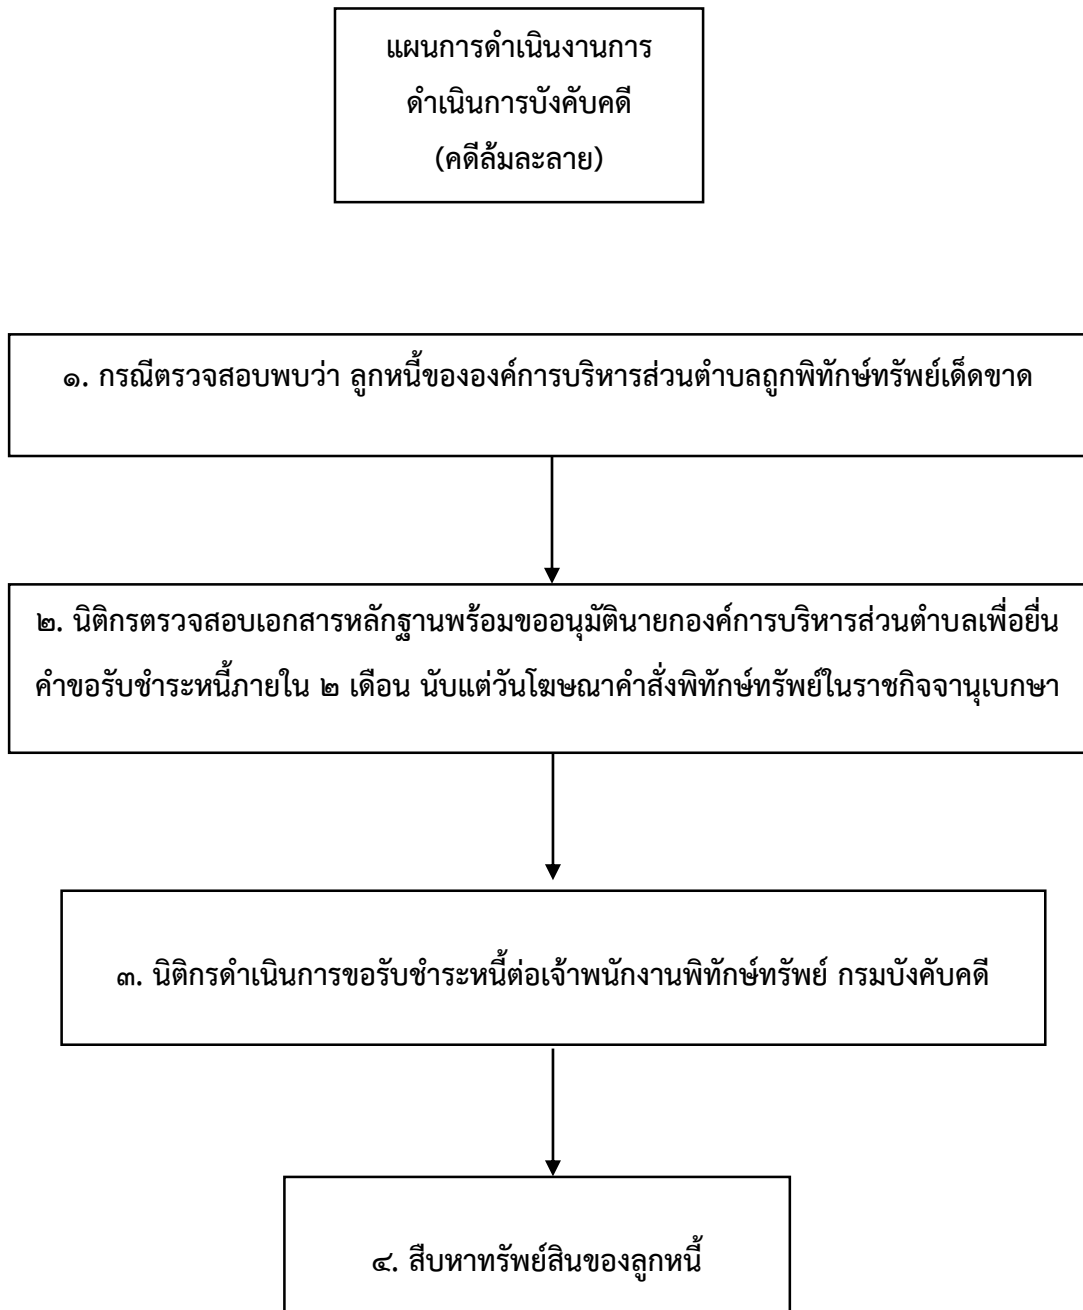 แผนการดำเนินงานการ
ดำเนินการบังคับคดี
(คดีล้มละลาย)
๑. กรณีตรวจสอบพบว่า ลูกหนี้ขององค์การบริหารส่วนตำบลถูกพิทักษ์ทรัพย์เด็ดขาด
๒. นิติกรตรวจสอบเอกสารหลักฐานพร้อมขออนุมัตินายกองค์การบริหารส่วนตำบลเพื่อยื่น
คำขอรับชำระหนี้ภายใน ๒ เดือน นับแต่วันโฆษณาคำสั่งพิทักษ์ทรัพย์ในราชกิจจานุเบกษา
๓. นิติกรดำเนินการขอรับชำระหนี้ต่อเจ้าพนักงานพิทักษ์ทรัพย์ กรมบังคับคดี
๔. สืบหาทรัพย์สินของลูกหนี้